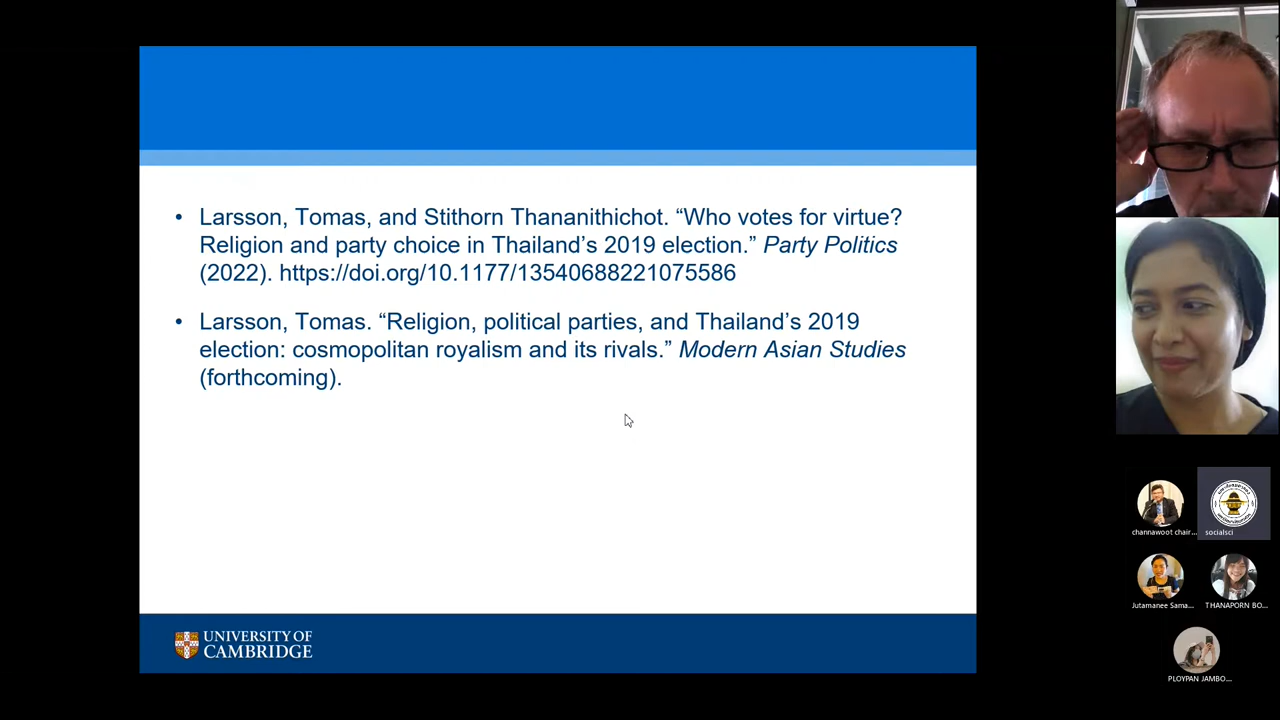 • Larsson, Tomas, and Stithorn Thananithichot. “Who votes for virtue?
Religion and party choice in Thailand’s 2019 election.” Party Politics
(2022). https://doi.org/10.1177/13540688221075586
• Larsson, Tomas. “Religion, political parties, and Thailand’s 2019
election: cosmopolitan royalism and its rivals.” Modern Asian Studies
(forthcoming).
UNIVERSITY OF
CAMBRIDGE
channawoot chair...
socialsci
Jutamanee Sama...
THANAPORN BO...
PLOYPAN JAMBO...